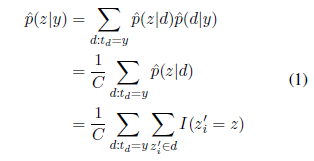 p̂(z|y) = ∑_{d:t_d=y} p̂(z|d)p̂(d|y)
= 1/C ∑_{d:t_d=y} p̂(z|d)
= 1/C ∑_{d:t_d=y} ∑_{z'_i∈d} I(z'_i = z) (1)